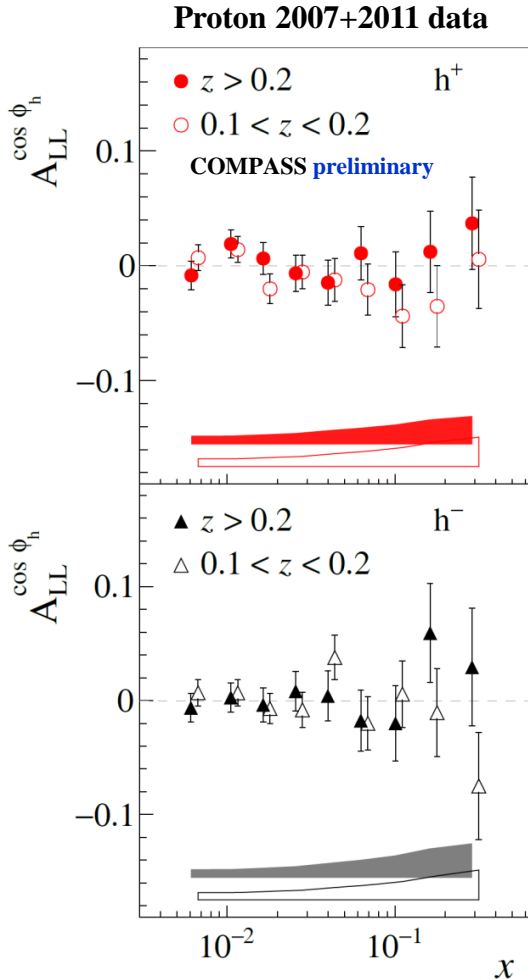 Proton 2007+2011 data
A_LL^cos ϕ_h
● z > 0.2 h⁺
○ 0.1 < z < 0.2
COMPASS preliminary
0.1
0
−0.1
A_LL^cos ϕ_h
▲ z > 0.2 h⁻
△ 0.1 < z < 0.2
0.1
0
−0.1
10⁻² 10⁻¹ x